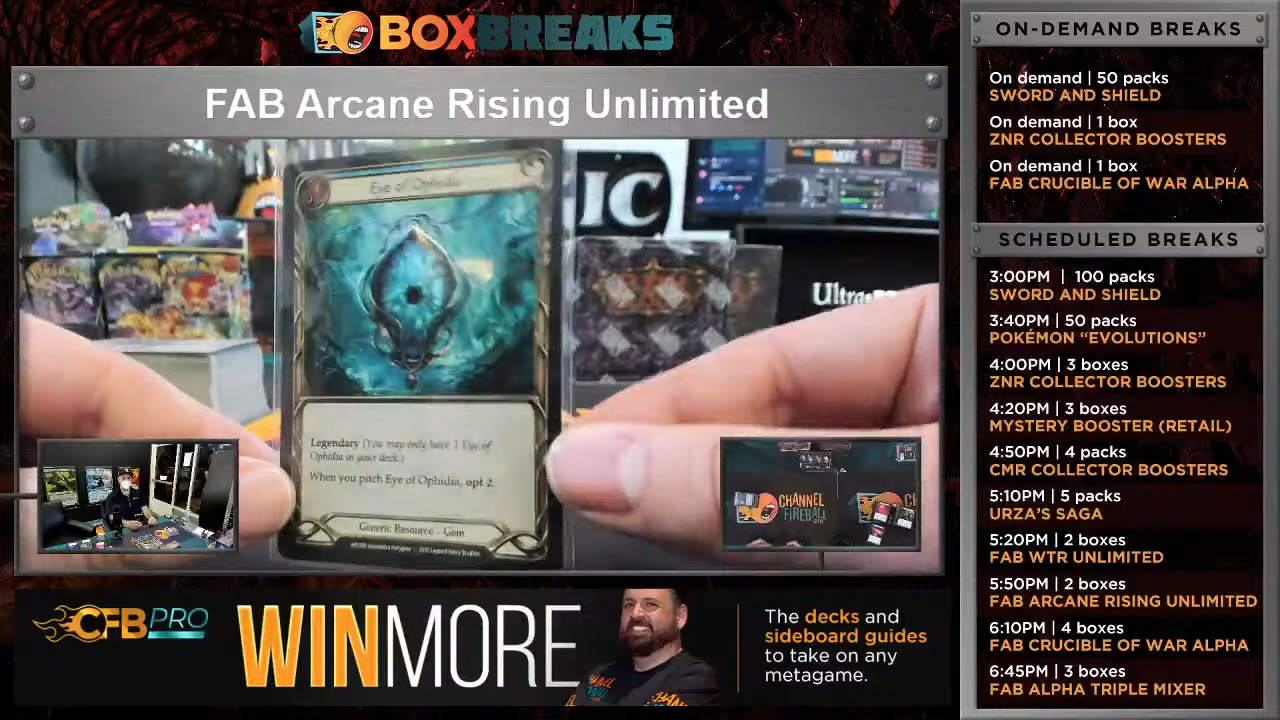 BOXBREAKS
FAB Arcane Rising Unlimited
Eye of Ophidia
IC
Ultra
Legendary (You may only have 1 Eye of
Ophidia in your deck.)
When you pitch Eye of Ophidia, opt 2.
Generic Resource – Gem
CHANNEL
FIREBALL
CFBPRO
WINMORE
The decks and
sideboard guides
to take on any
metagame.
ON-DEMAND BREAKS
On demand | 50 packs
SWORD AND SHIELD
On demand | 1 box
ZNR COLLECTOR BOOSTERS
On demand | 1 box
FAB CRUCIBLE OF WAR ALPHA
SCHEDULED BREAKS
3:00PM | 100 packs
SWORD AND SHIELD
3:40PM | 50 packs
POKÉMON “EVOLUTIONS”
4:00PM | 3 boxes
ZNR COLLECTOR BOOSTERS
4:20PM | 3 boxes
MYSTERY BOOSTER (RETAIL)
4:50PM | 4 packs
CMR COLLECTOR BOOSTERS
5:10PM | 5 packs
URZA’S SAGA
5:20PM | 2 boxes
FAB WTR UNLIMITED
5:50PM | 2 boxes
FAB ARCANE RISING UNLIMITED
6:10PM | 4 boxes
FAB CRUCIBLE OF WAR ALPHA
6:45PM | 3 boxes
FAB ALPHA TRIPLE MIXER